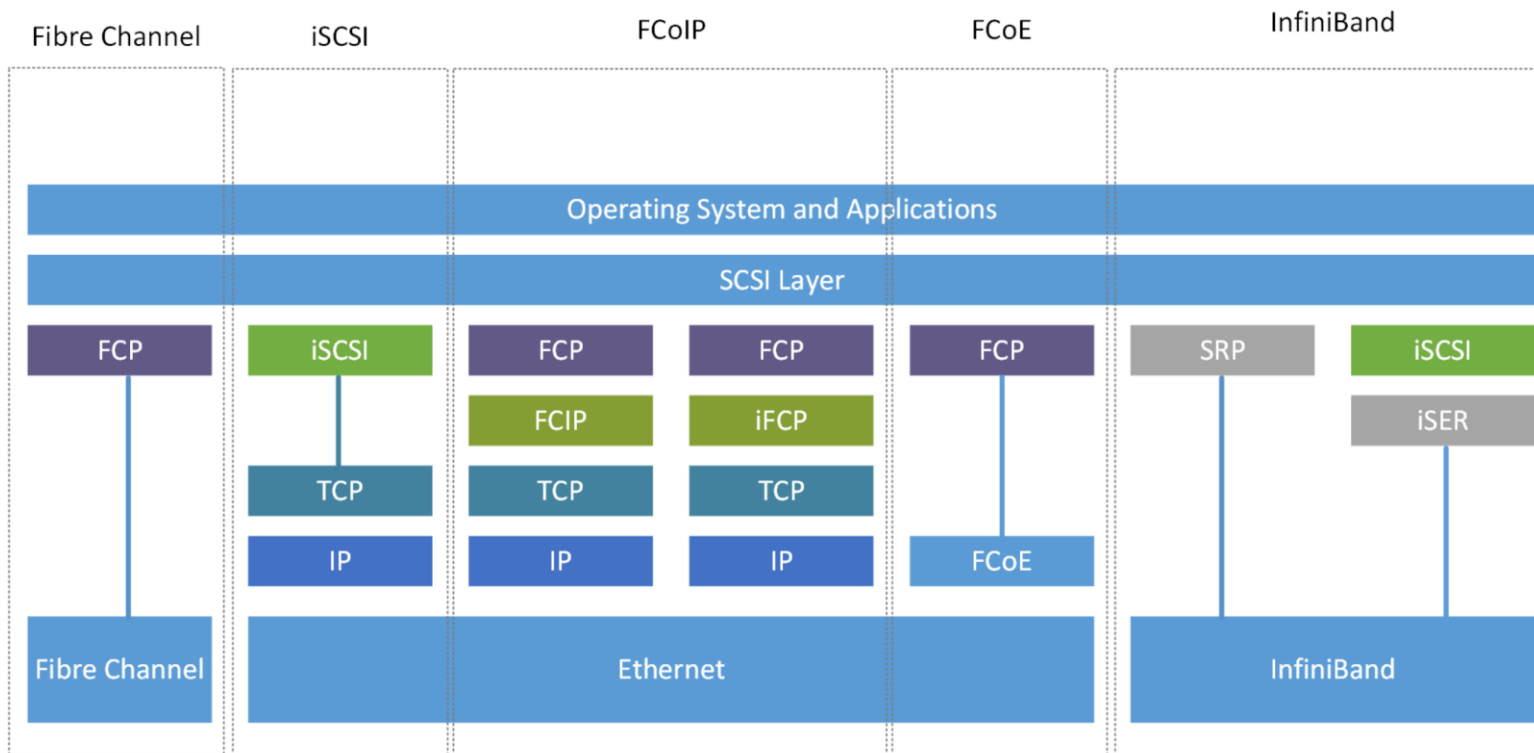 Fibre Channel
iSCSI
FCoIP
FCoE
InfiniBand
Operating System and Applications
SCSI Layer
FCP
iSCSI
FCP
FCP
FCP
SRP
iSCSI
FCIP
iFCP
iSER
TCP
TCP
TCP
IP
IP
IP
FCoE
Fibre Channel
Ethernet
InfiniBand